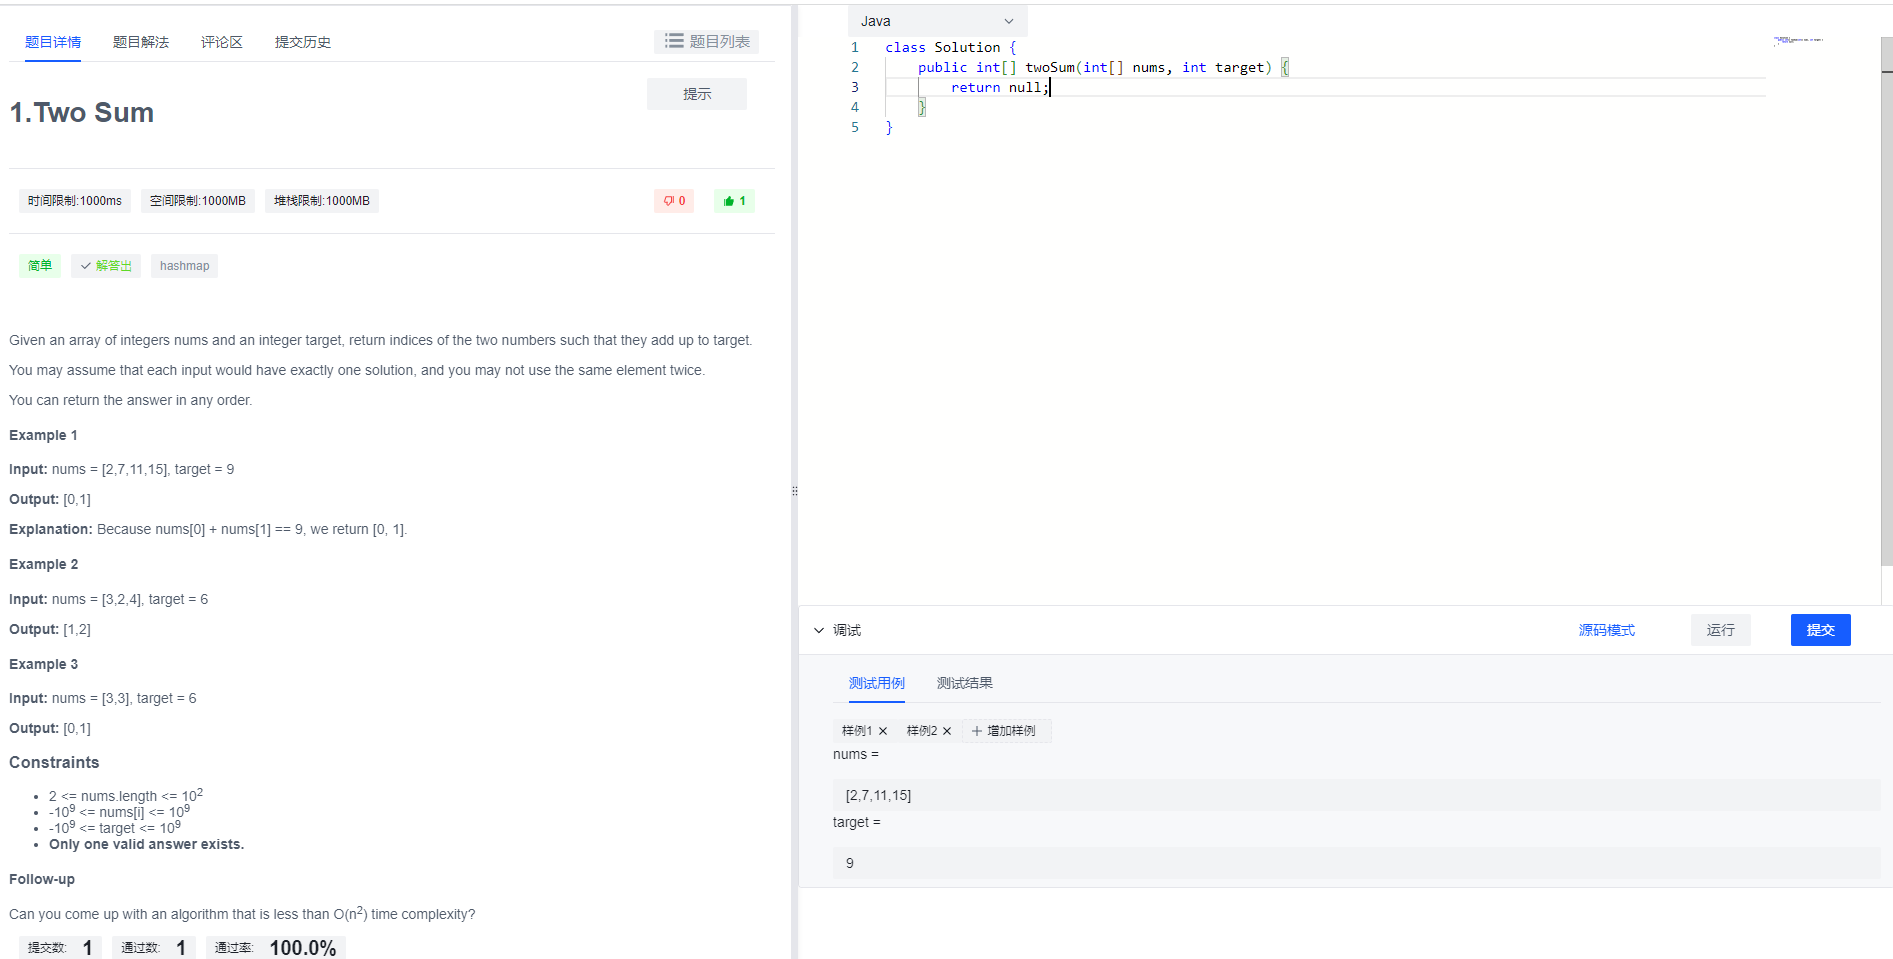 题目详情 题目解法 评论区 提交历史 题目列表
提示
1.Two Sum
时间限制:1000ms 空间限制:1000MB 堆栈限制:1000MB 0 1
简单 解答出 hashmap
Given an array of integers nums and an integer target, return indices of the two numbers such that they add up to target.
You may assume that each input would have exactly one solution, and you may not use the same element twice.
You can return the answer in any order.
Example 1
Input: nums = [2,7,11,15], target = 9
Output: [0,1]
Explanation: Because nums[0] + nums[1] == 9, we return [0, 1].
Example 2
Input: nums = [3,2,4], target = 6
Output: [1,2]
Example 3
Input: nums = [3,3], target = 6
Output: [0,1]
Constraints
• 2 <= nums.length <= 10²
• -10⁹ <= nums[i] <= 10⁹
• -10⁹ <= target <= 10⁹
• Only one valid answer exists.
Follow-up
Can you come up with an algorithm that is less than O(n²) time complexity?
提交数: 1 通过数: 1 通过率: 100.0%
Java
1 class Solution {
2 public int[] twoSum(int[] nums, int target) {
3 return null;
4 }
5 }
调试 源码模式 运行 提交
测试用例 测试结果
样例1 × 样例2 × + 增加样例
nums =
[2,7,11,15]
target =
9